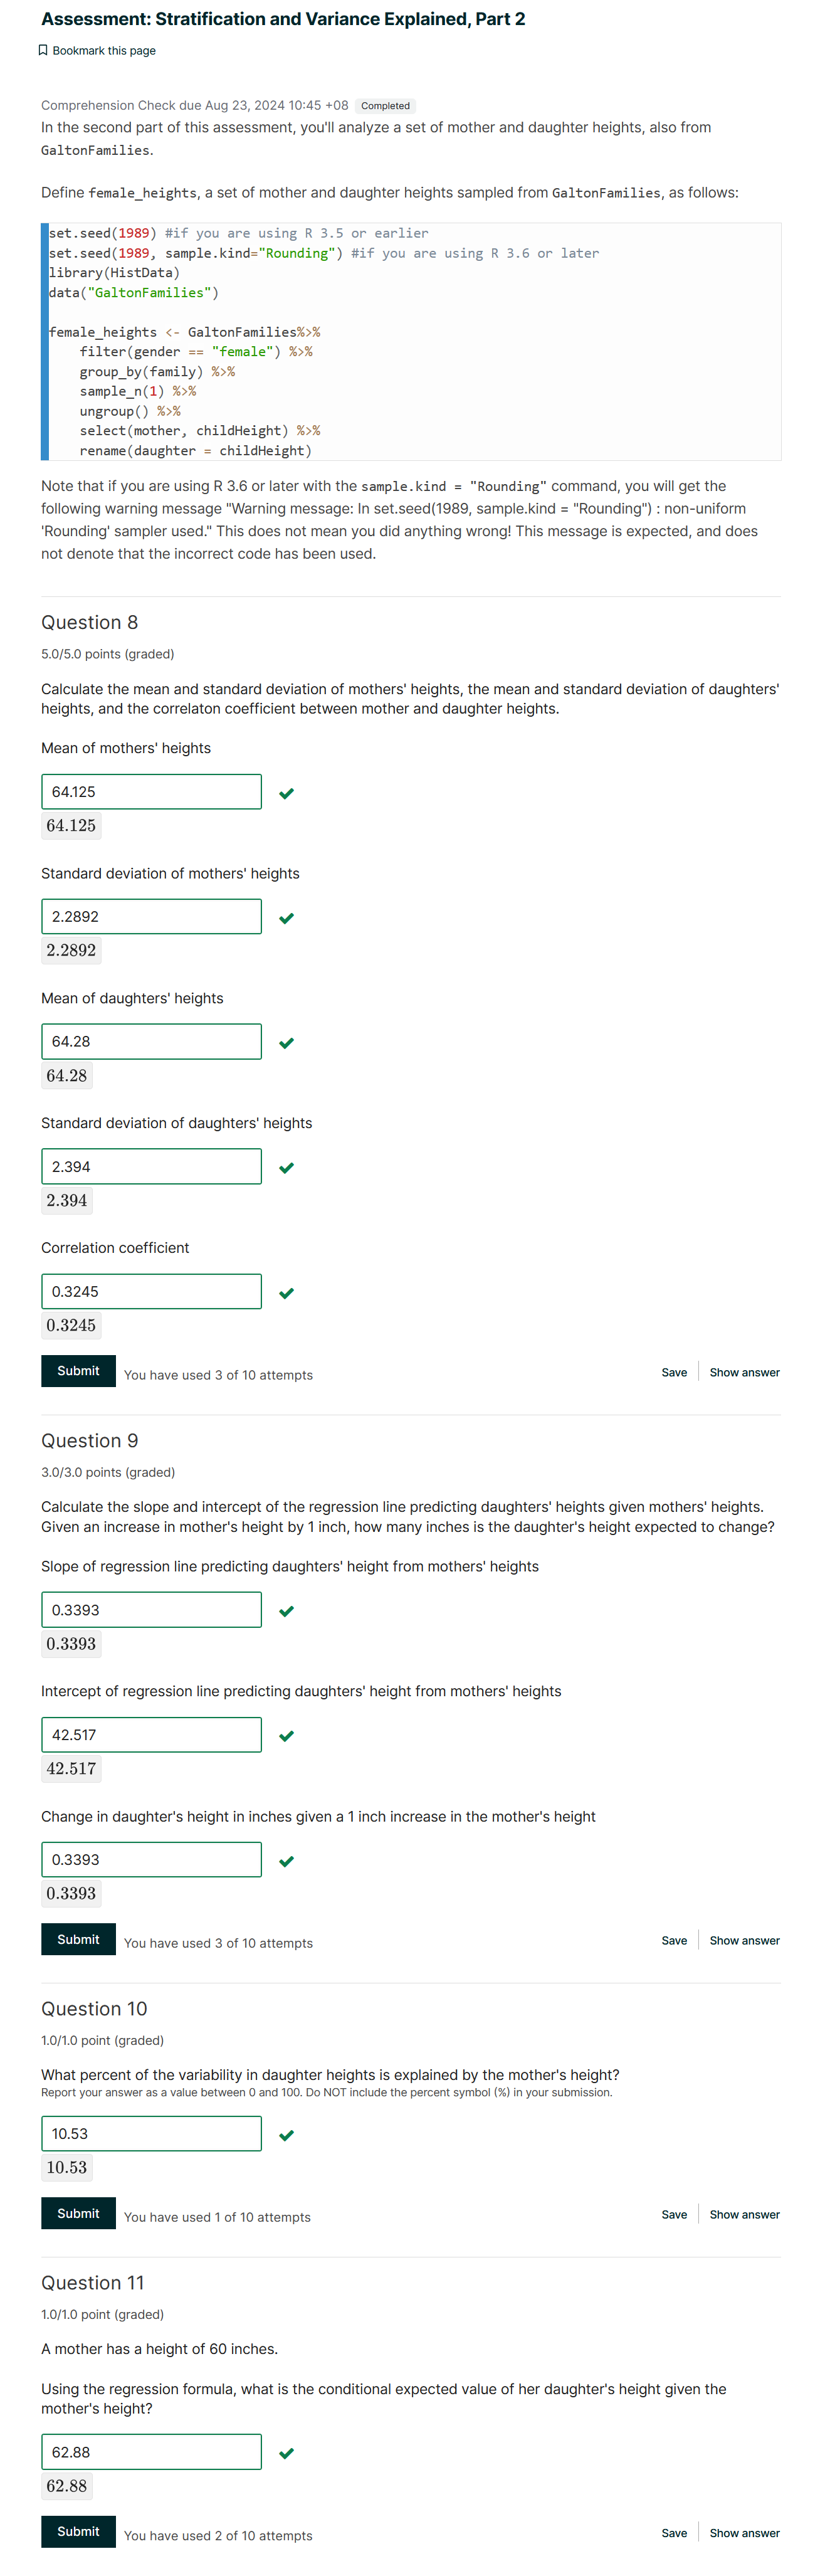 Assessment: Stratification and Variance Explained, Part 2
Bookmark this page
Comprehension Check due Aug 23, 2024 10:45 +08 Completed
In the second part of this assessment, you'll analyze a set of mother and daughter heights, also from
GaltonFamilies.
Define female_heights, a set of mother and daughter heights sampled from GaltonFamilies, as follows:
set.seed(1989) #if you are using R 3.5 or earlier
set.seed(1989, sample.kind="Rounding") #if you are using R 3.6 or later
library(HistData)
data("GaltonFamilies")
female_heights <- GaltonFamilies%>%
filter(gender == "female") %>%
group_by(family) %>%
sample_n(1) %>%
ungroup() %>%
select(mother, childHeight) %>%
rename(daughter = childHeight)
Note that if you are using R 3.6 or later with the sample.kind = "Rounding" command, you will get the
following warning message "Warning message: In set.seed(1989, sample.kind = "Rounding") : non-uniform
'Rounding' sampler used." This does not mean you did anything wrong! This message is expected, and does
not denote that the incorrect code has been used.
Question 8
5.0/5.0 points (graded)
Calculate the mean and standard deviation of mothers' heights, the mean and standard deviation of daughters'
heights, and the correlaton coefficient between mother and daughter heights.
Mean of mothers' heights
64.125
64.125
Standard deviation of mothers' heights
2.2892
2.2892
Mean of daughters' heights
64.28
64.28
Standard deviation of daughters' heights
2.394
2.394
Correlation coefficient
0.3245
0.3245
Submit You have used 3 of 10 attempts Save Show answer
Question 9
3.0/3.0 points (graded)
Calculate the slope and intercept of the regression line predicting daughters' heights given mothers' heights.
Given an increase in mother's height by 1 inch, how many inches is the daughter's height expected to change?
Slope of regression line predicting daughters' height from mothers' heights
0.3393
0.3393
Intercept of regression line predicting daughters' height from mothers' heights
42.517
42.517
Change in daughter's height in inches given a 1 inch increase in the mother's height
0.3393
0.3393
Submit You have used 3 of 10 attempts Save Show answer
Question 10
1.0/1.0 point (graded)
What percent of the variability in daughter heights is explained by the mother's height?
Report your answer as a value between 0 and 100. Do NOT include the percent symbol (%) in your submission.
10.53
10.53
Submit You have used 1 of 10 attempts Save Show answer
Question 11
1.0/1.0 point (graded)
A mother has a height of 60 inches.
Using the regression formula, what is the conditional expected value of her daughter's height given the
mother's height?
62.88
62.88
Submit You have used 2 of 10 attempts Save Show answer